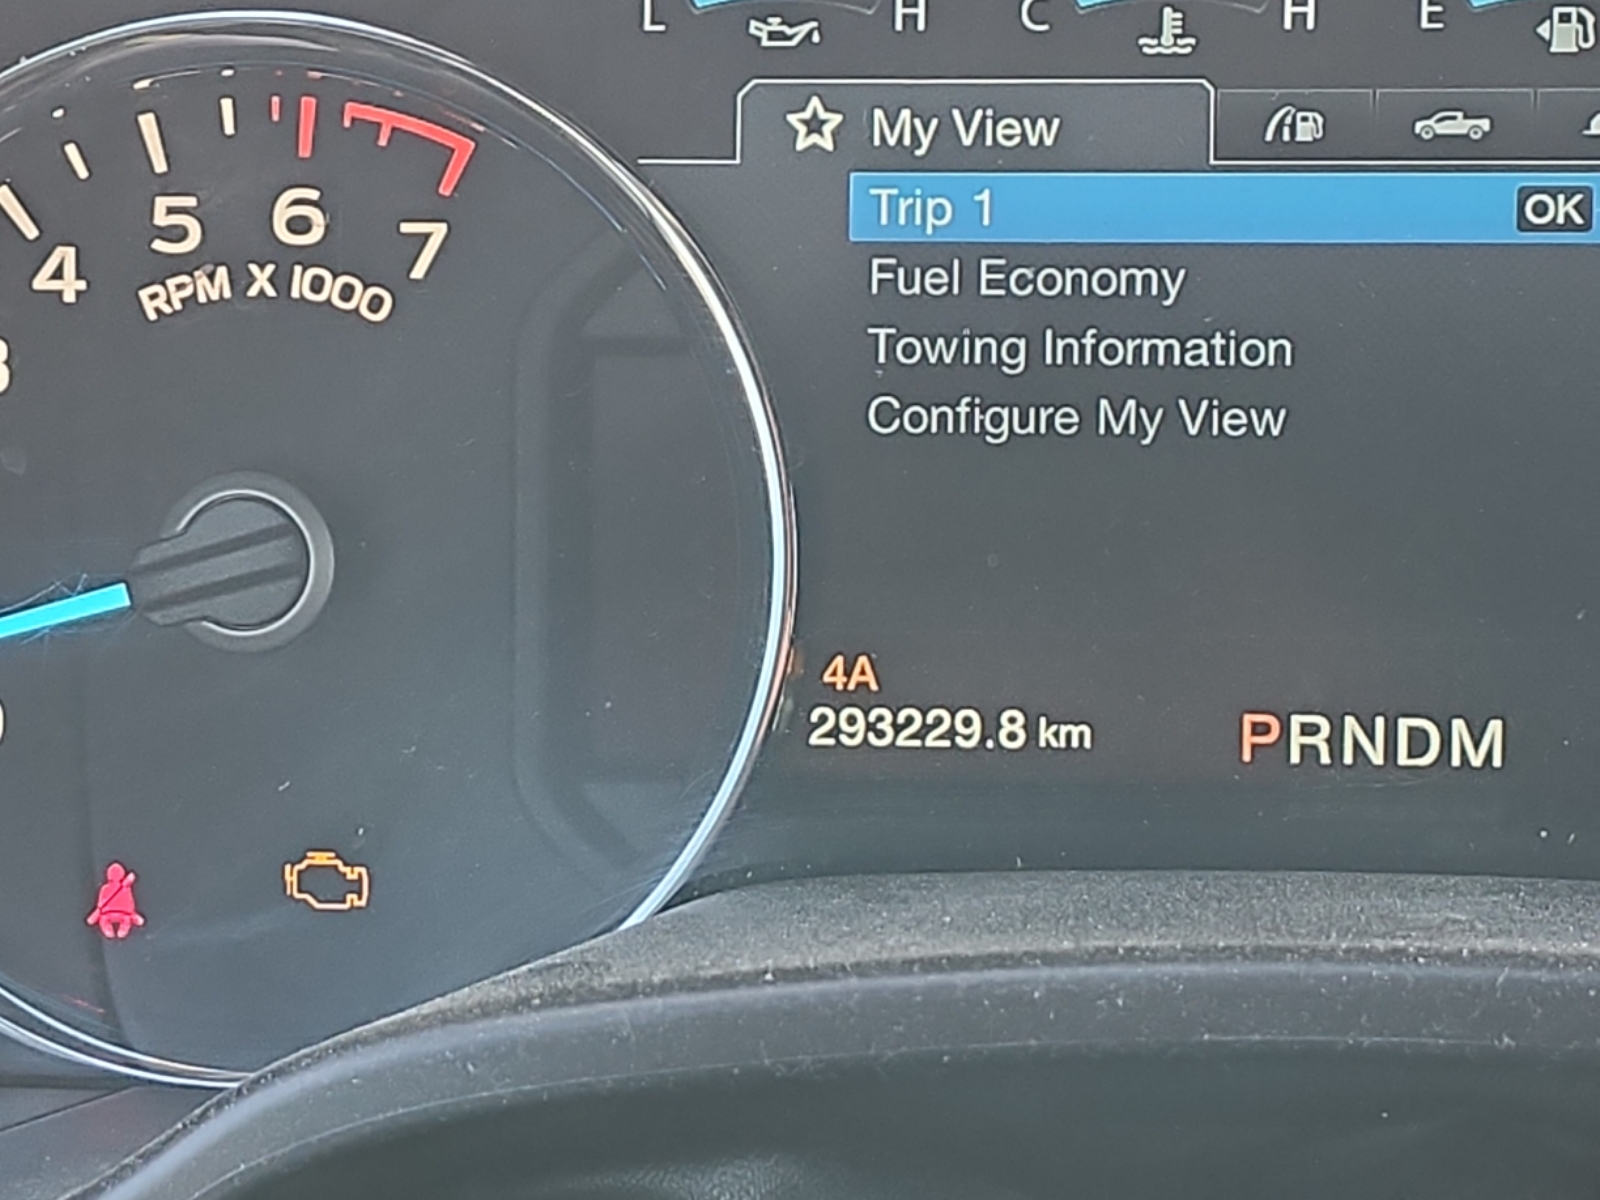 L H C H E
My View
Trip 1 OK
Fuel Economy
Towing Information
Configure My View
4 5 6 7
RPM X 1000
4A
293229.8 km
PRNDM